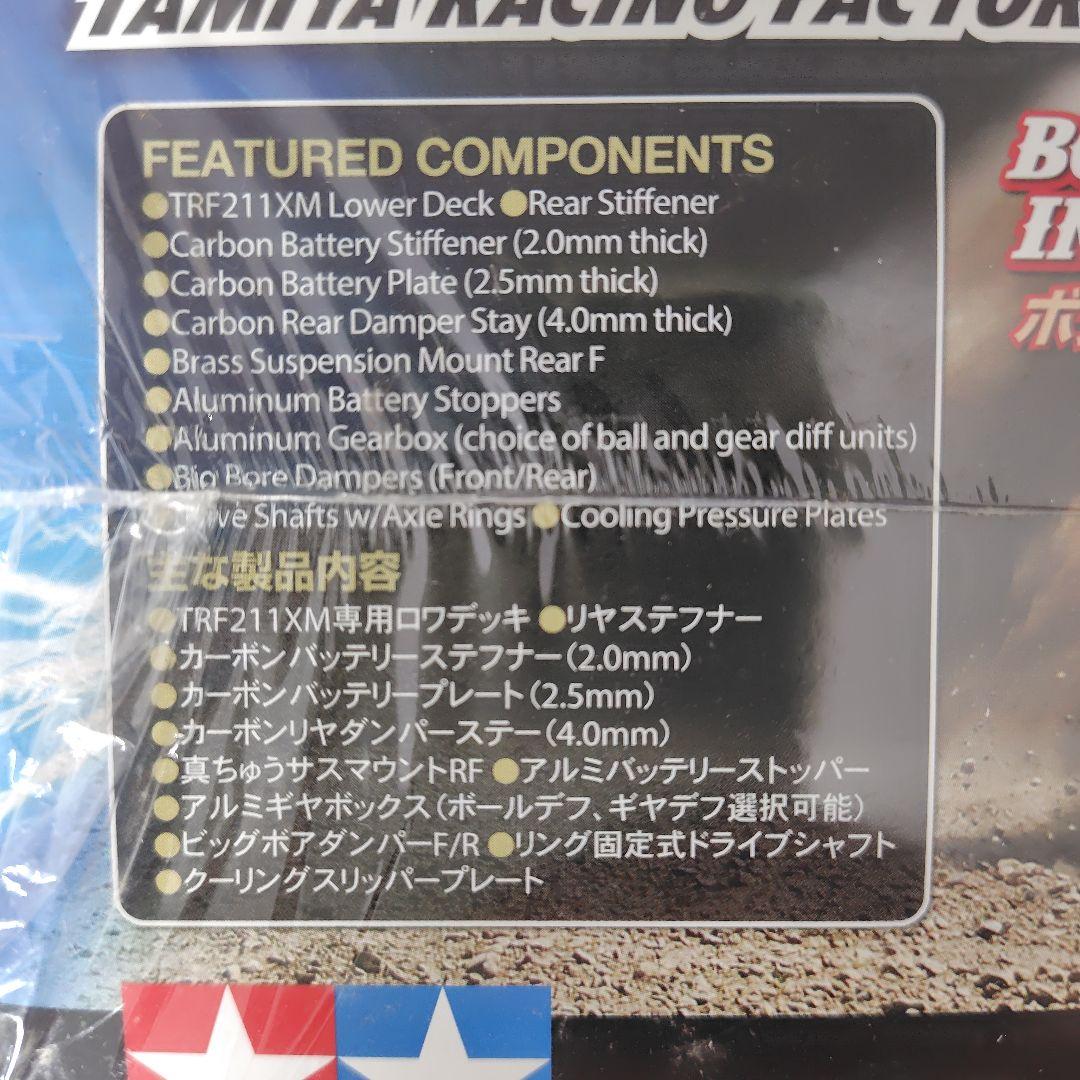 TAMIYA RACING FACTOR
FEATURED COMPONENTS
●TRF211XM Lower Deck ●Rear Stiffener
●Carbon Battery Stiffener (2.0mm thick)
●Carbon Battery Plate (2.5mm thick)
●Carbon Rear Damper Stay (4.0mm thick)
●Brass Suspension Mount Rear F
●Aluminum Battery Stoppers
●Aluminum Gearbox (choice of ball and gear diff units)
●Big Bore Dampers (Front/Rear)
Shafts w/Axle Rings ●Cooling Pressure Plates
主な製品内容
●TRF211XM専用ロワデッキ ●リヤステフナー
●カーボンバッテリーステフナー(2.0mm)
●カーボンバッテリープレート(2.5mm)
●カーボンリヤダンパーステー(4.0mm)
●真ちゅうサスマウントRF ●アルミバッテリーストッパー
●アルミギヤボックス(ボールデフ、ギヤデフ選択可能)
●ビッグボアダンパーF/R ●リング固定式ドライブシャフト
●クーリングスリッパープレート